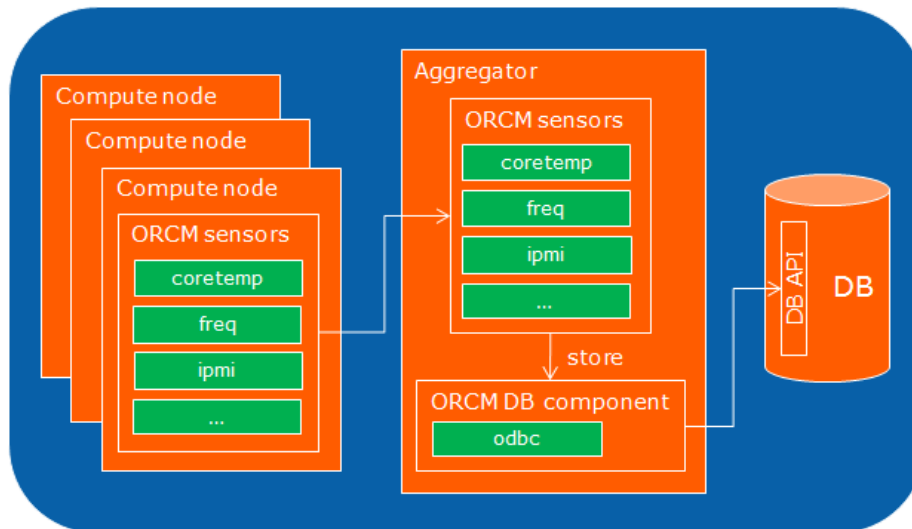 Compute node
Compute node
Compute node
ORCM sensors
coretemp
freq
ipmi
...
Aggregator
ORCM sensors
coretemp
freq
ipmi
...
store
ORCM DB component
odbc
DB API
DB